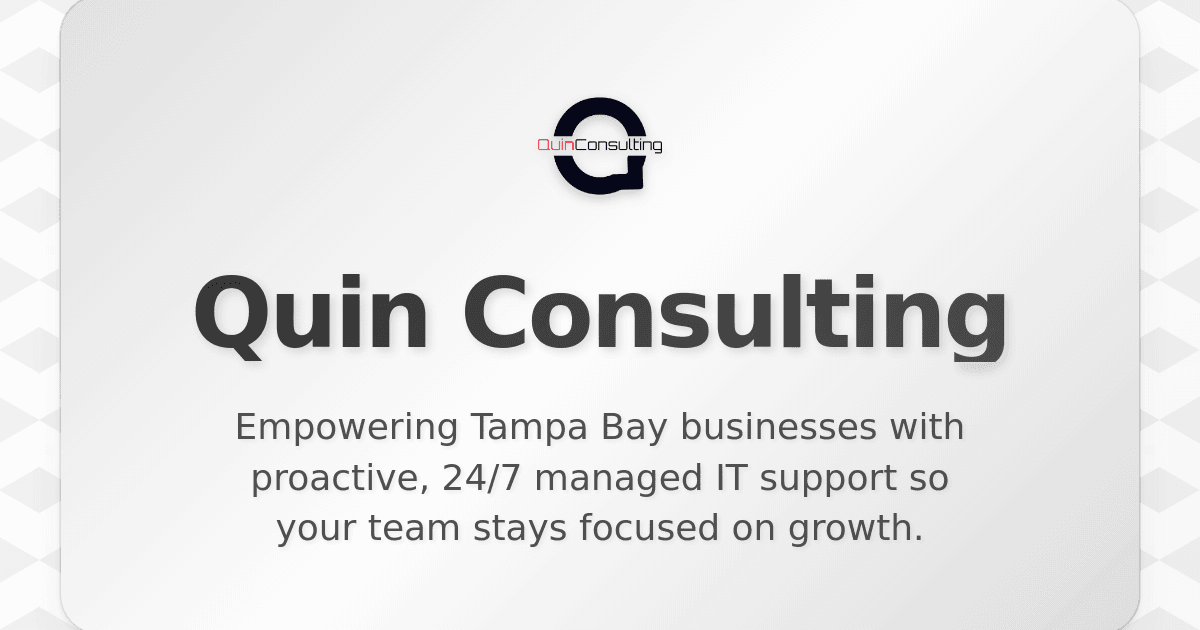 QuinConsulting
Quin Consulting
Empowering Tampa Bay businesses with
proactive, 24/7 managed IT support so
your team stays focused on growth.